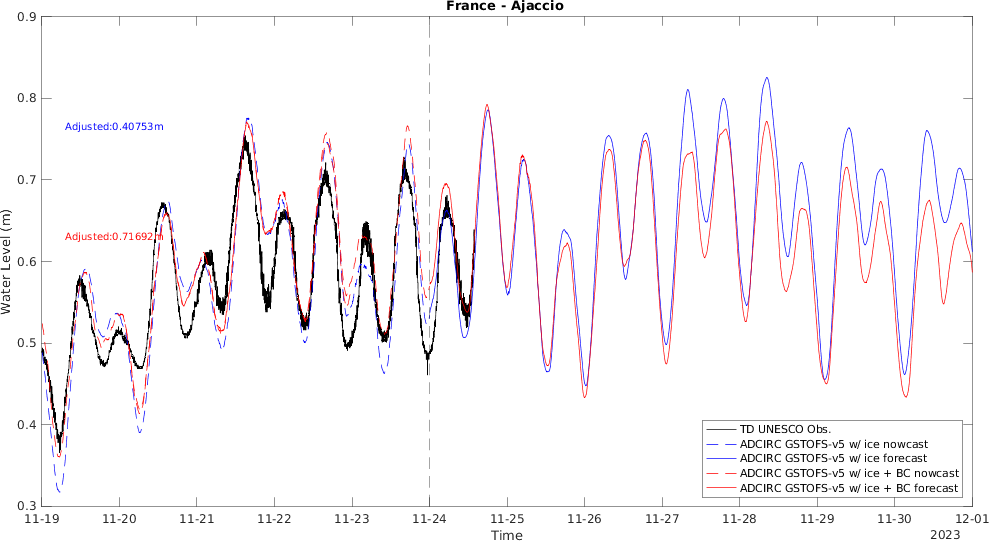 France - Ajaccio
0.9
0.8
0.7
0.6
0.5
0.4
0.3
Water Level (m)
Adjusted:0.40753m
Adjusted:0.71692m
TD UNESCO Obs.
ADCIRC GSTOFS-v5 w/ ice nowcast
ADCIRC GSTOFS-v5 w/ ice forecast
ADCIRC GSTOFS-v5 w/ ice + BC nowcast
ADCIRC GSTOFS-v5 w/ ice + BC forecast
11-19 11-20 11-21 11-22 11-23 11-24 11-25 11-26 11-27 11-28 11-29 11-30 12-01
Time
2023